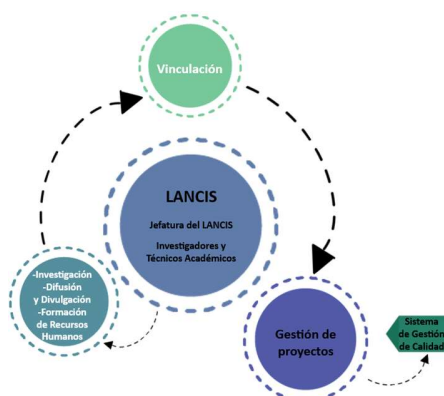 Vinculación
LANCIS
Jefatura del LANCIS
Investigadores y
Técnicos Académicos
-Investigación
-Difusión
y Divulgación
-Formación
de Recursos
Humanos
Gestión de
proyectos
Sistema
de Gestión
de Calidad